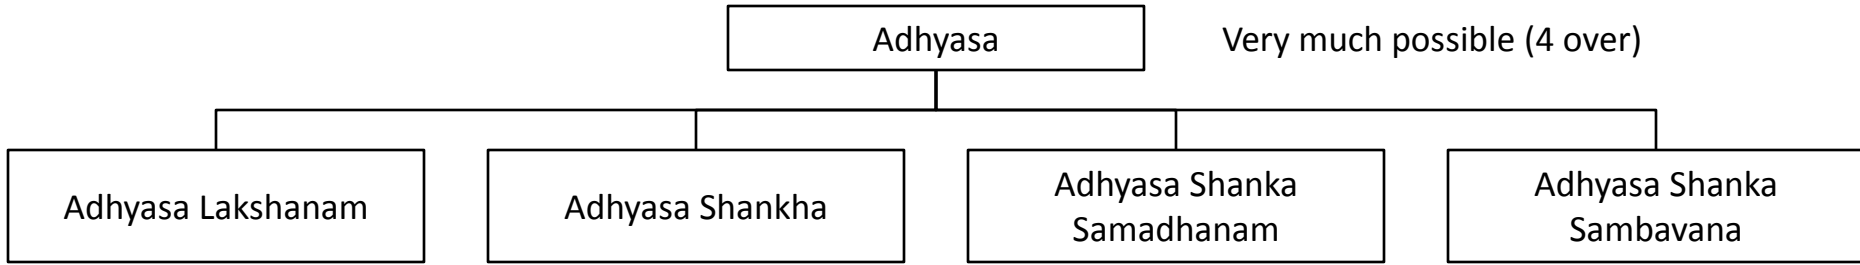 Adhyasa
Very much possible (4 over)
Adhyasa Lakshanam
Adhyasa Shankha
Adhyasa Shanka
Samadhanam
Adhyasa Shanka
Sambavana